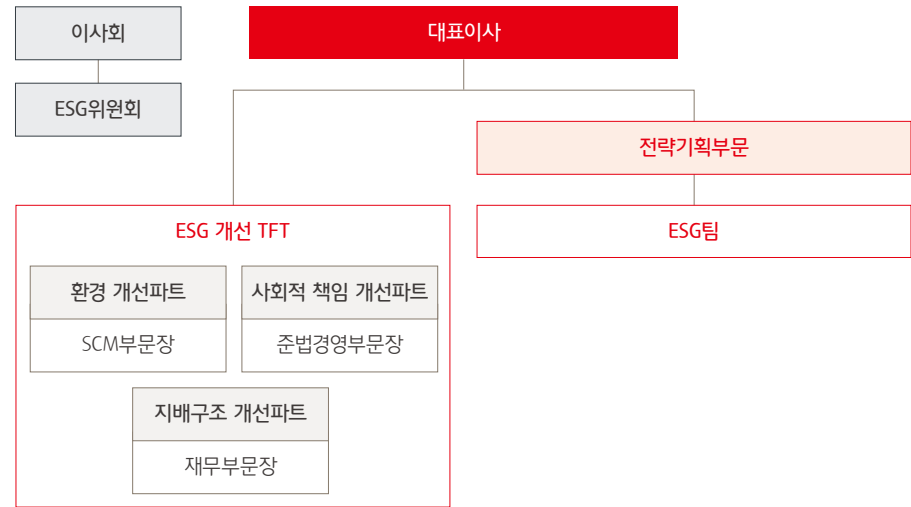 이사회
대표이사
ESG위원회
전략기획부문
ESG 개선 TFT
ESG팀
환경 개선파트
사회적 책임 개선파트
SCM부문장
준법경영부문장
지배구조 개선파트
재무부문장